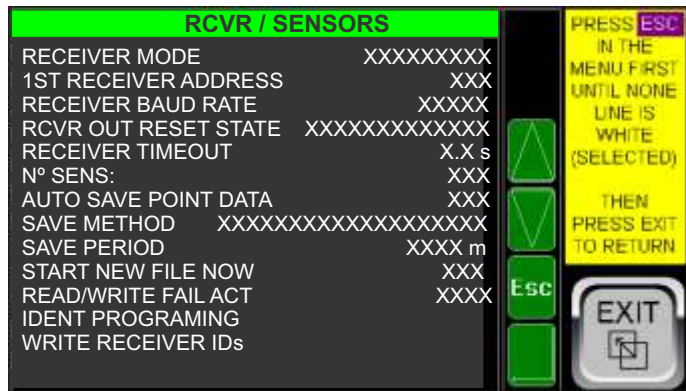 RCVR / SENSORS
RECEIVER MODE XXXXXXXXX
1ST RECEIVER ADDRESS XXX
RECEIVER BAUD RATE XXXXX
RCVR OUT RESET STATE XXXXXXXXXXXXX
RECEIVER TIMEOUT X.X s
Nº SENS: XXX
AUTO SAVE POINT DATA XXX
SAVE METHOD XXXXXXXXXXXXXXXXXXX
SAVE PERIOD XXXX m
START NEW FILE NOW XXX
READ/WRITE FAIL ACT XXXX
IDENT PROGRAMING
WRITE RECEIVER IDs
Esc
PRESS ESC
IN THE
MENU FIRST
UNTIL NONE
LINE IS
WHITE
(SELECTED)
THEN
PRESS EXIT
TO RETURN
EXIT